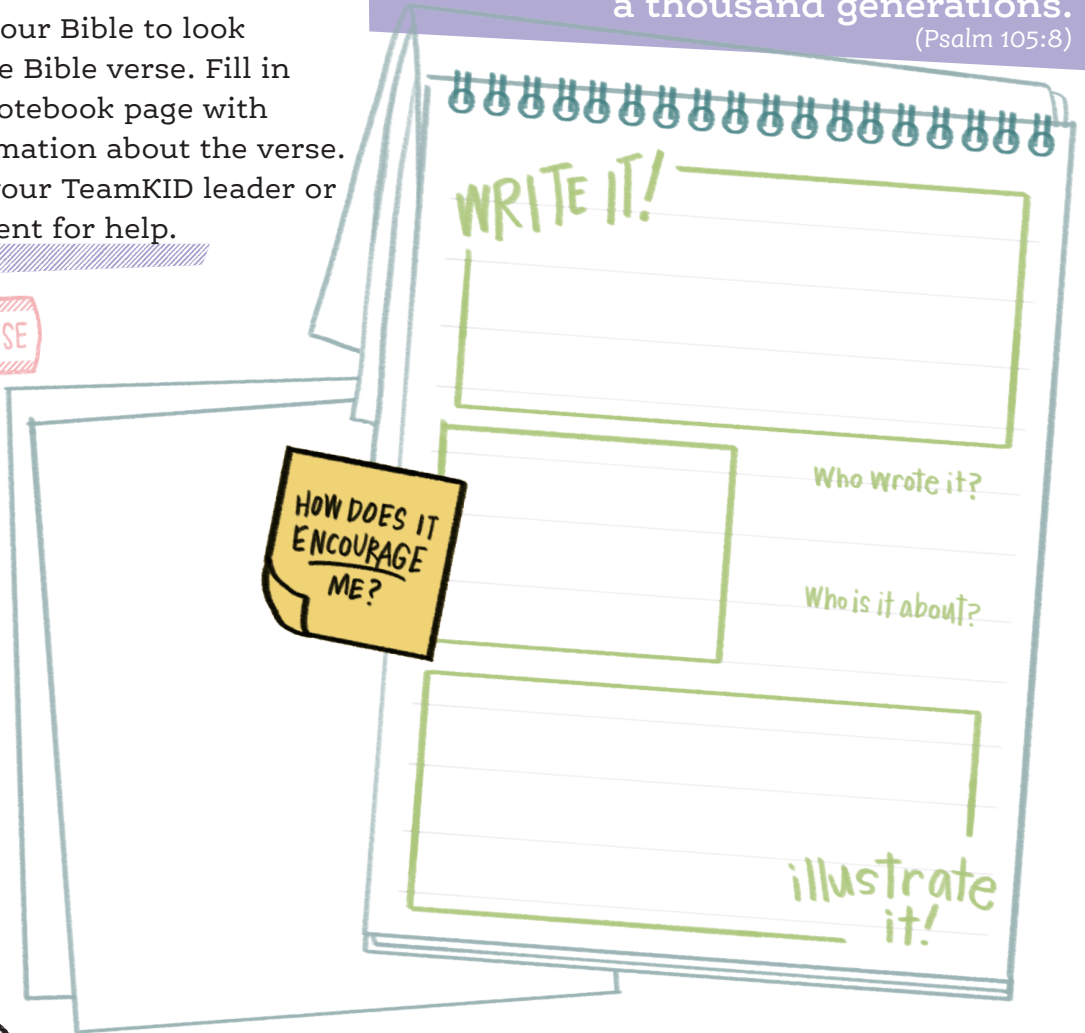 our Bible to look
e Bible verse. Fill in
otebook page with
mation about the verse.
our TeamKID leader or
ent for help.
SE
a thousand generations.
(Psalm 105:8)
WRITE IT!
HOW DOES IT
ENCOURAGE
ME?
Who wrote it?
Who is it about?
illustrate
it!